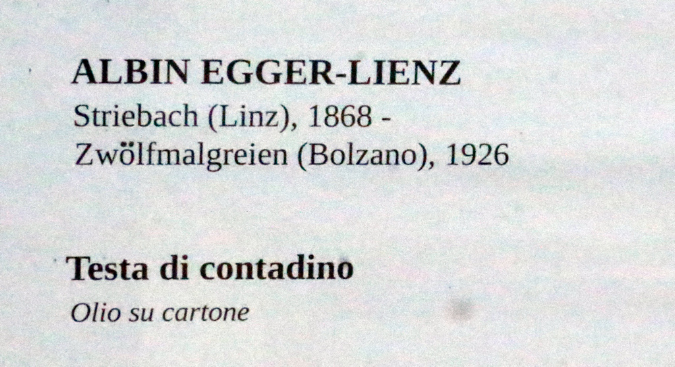 ALBIN EGGER-LIENZ
Striebach (Linz), 1868 -
Zwölfmalgreien (Bolzano), 1926
Testa di contadino
Olio su cartone